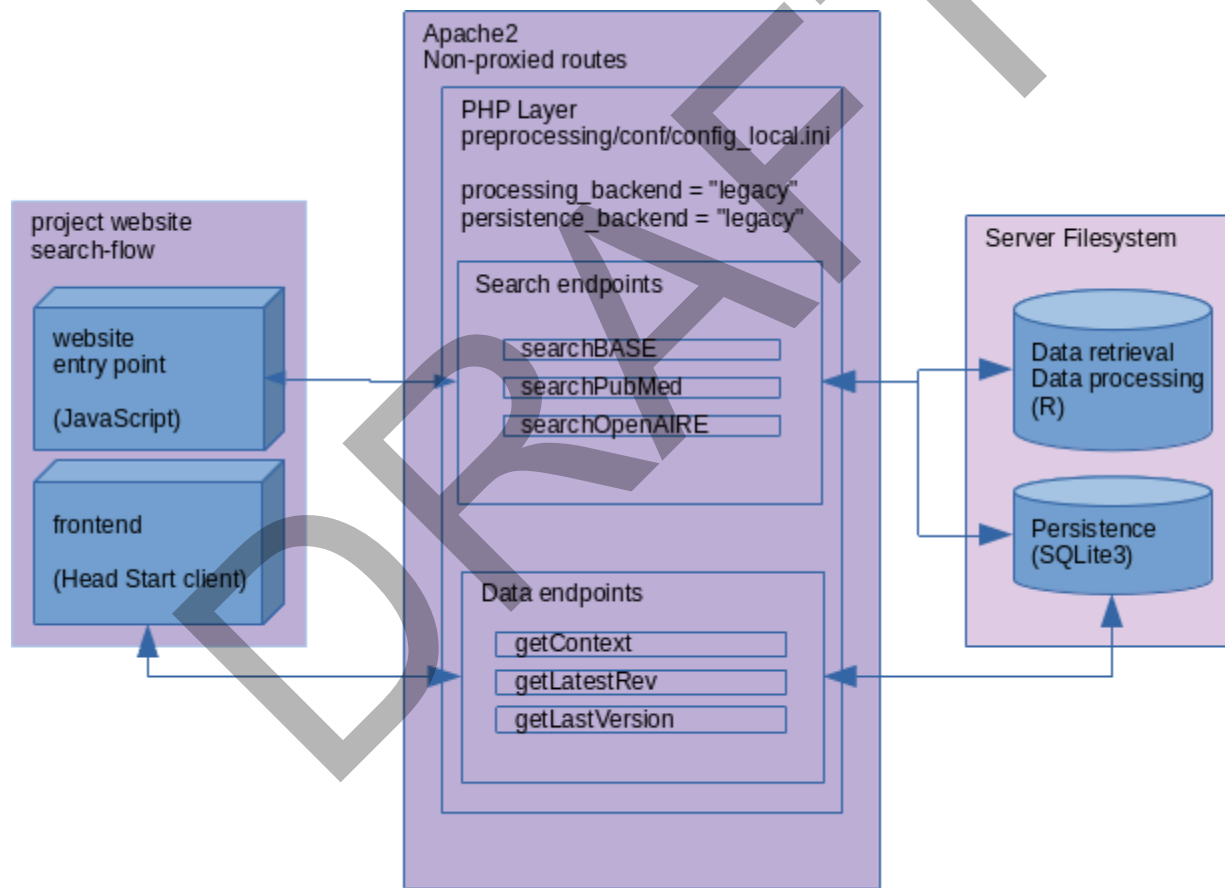 Apache2
Non-proxied routes
PHP Layer
preprocessing/conf/config_local.ini
processing_backend = "legacy"
persistence_backend = "legacy"
project website
search-flow
website
entry point
(JavaScript)
frontend
(Head Start client)
Search endpoints
searchBASE
searchPubMed
searchOpenAIRE
Data endpoints
getContext
getLatestRev
getLastVersion
Server Filesystem
Data retrieval
Data processing
(R)
Persistence
(SQLite3)
DRAFT